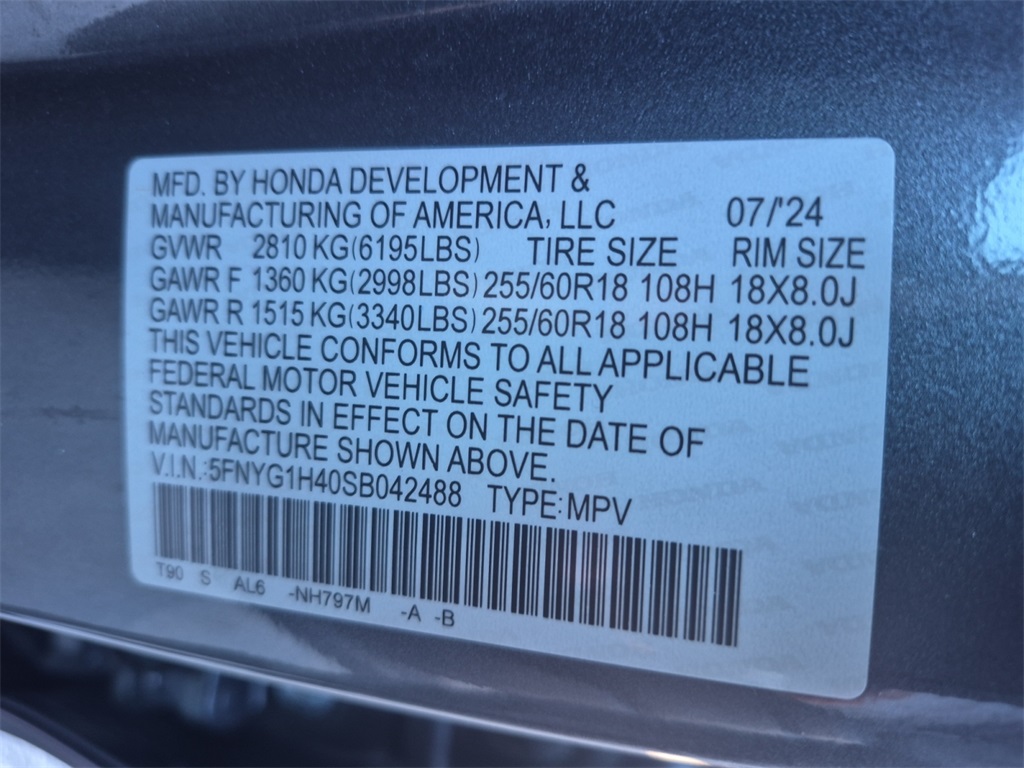 MFD. BY HONDA DEVELOPMENT &
MANUFACTURING OF AMERICA, LLC 07/'24
GVWR 2810 KG(6195LBS) TIRE SIZE RIM SIZE
GAWR F 1360 KG(2998LBS) 255/60R18 108H 18X8.0J
GAWR R 1515 KG(3340LBS) 255/60R18 108H 18X8.0J
THIS VEHICLE CONFORMS TO ALL APPLICABLE
FEDERAL MOTOR VEHICLE SAFETY
STANDARDS IN EFFECT ON THE DATE OF
MANUFACTURE SHOWN ABOVE.
V.I.N.:5FNYG1H40SB042488 TYPE:MPV
T90 S AL6 -NH797M -A -B